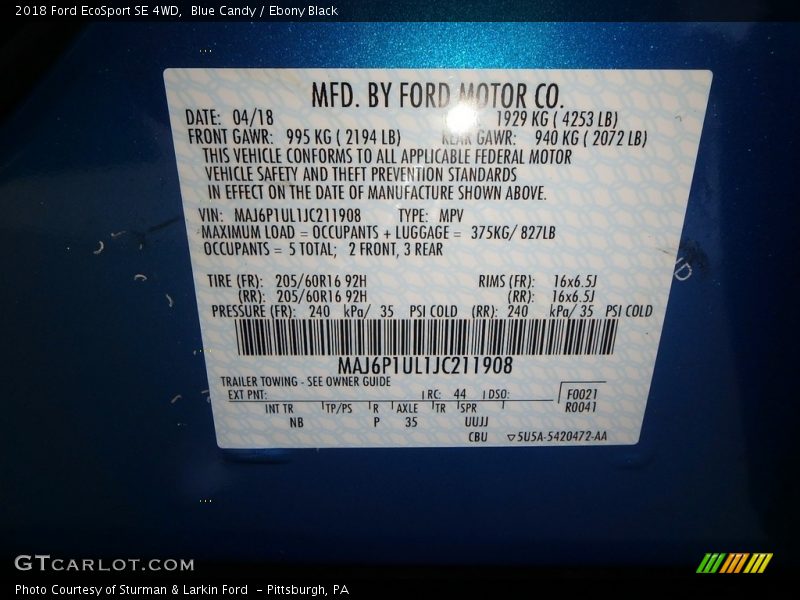 2018 Ford EcoSport SE 4WD, Blue Candy / Ebony Black
MFD. BY FORD MOTOR CO.
DATE: 04/18 1929 KG ( 4253 LB)
FRONT GAWR: 995 KG ( 2194 LB) REAR GAWR: 940 KG ( 2072 LB)
THIS VEHICLE CONFORMS TO ALL APPLICABLE FEDERAL MOTOR
VEHICLE SAFETY AND THEFT PREVENTION STANDARDS
IN EFFECT ON THE DATE OF MANUFACTURE SHOWN ABOVE.
VIN: MAJ6P1UL1JC211908 TYPE: MPV
MAXIMUM LOAD = OCCUPANTS + LUGGAGE = 375KG/ 827LB
OCCUPANTS = 5 TOTAL; 2 FRONT, 3 REAR
TIRE (FR): 205/60R16 92H RIMS (FR): 16x6.5J
(RR): 205/60R16 92H (RR): 16x6.5J
PRESSURE (FR): 240 kPa/ 35 PSI COLD (RR): 240 kPa/ 35 PSI COLD
MAJ6P1UL1JC211908
TRAILER TOWING - SEE OWNER GUIDE
EXT PNT: RC: 44 DSO: F0021
R0041
INT TR TP/PS R AXLE TR SPR
NB P 35 UUJJ
CBU 5U5A-5420472-AA
GTCARLOT.COM
Photo Courtesy of Sturman & Larkin Ford - Pittsburgh, PA